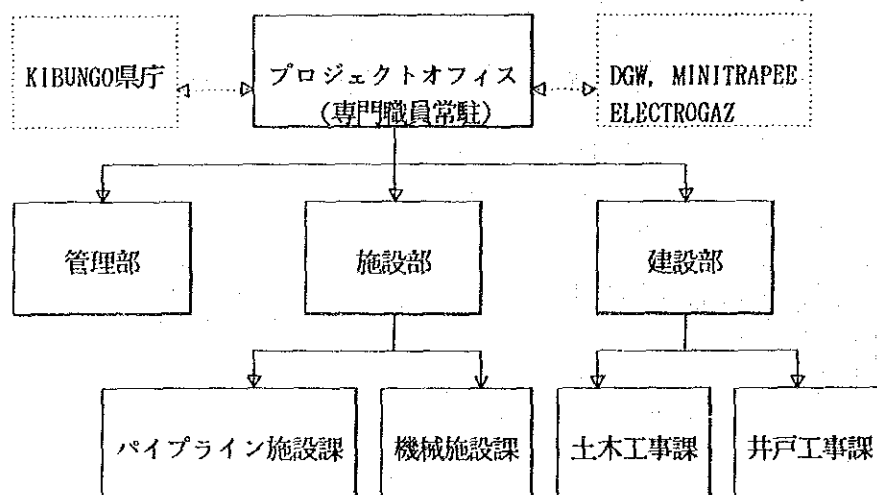 KIBUNGO県庁
プロジェクトオフィス
(専門職員常駐)
DGW, MINITRAPEE
ELECTROGAZ
管理部
施設部
建設部
パイプライン施設課
機械施設課
土木工事課
井戸工事課